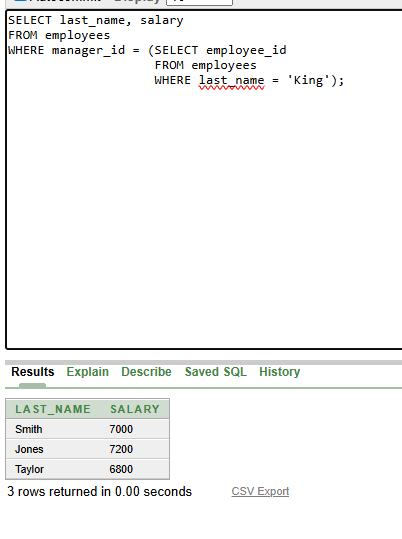 SELECT last_name, salary
FROM employees
WHERE manager_id = (SELECT employee_id
FROM employees
WHERE last_name = 'King');
Results Explain Describe Saved SQL History
LAST_NAME SALARY
Smith 7000
Jones 7200
Taylor 6800
3 rows returned in 0.00 seconds CSV Export